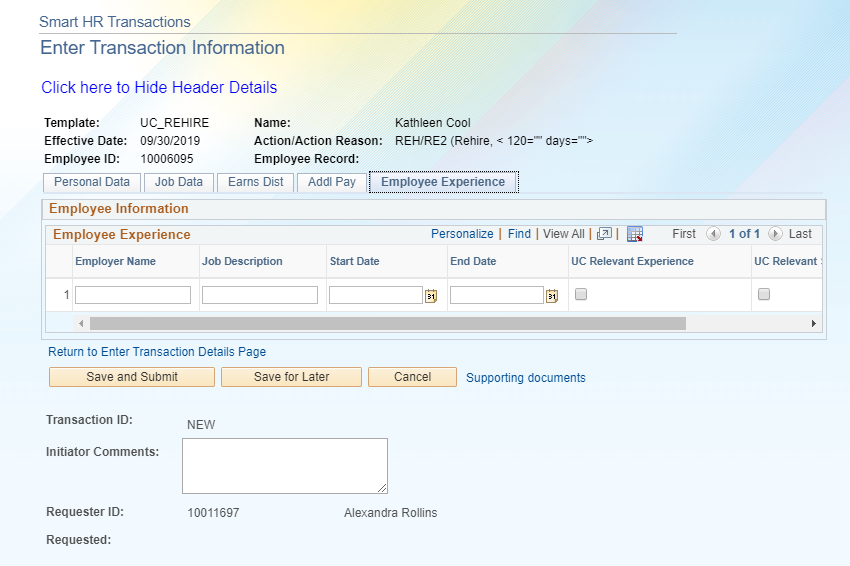 Smart HR Transactions
Enter Transaction Information
Click here to Hide Header Details
Template: UC_REHIRE Name: Kathleen Cool
Effective Date: 09/30/2019 Action/Action Reason: REH/RE2 (Rehire, < 120="" days="">
Employee ID: 10006095 Employee Record:
Personal Data Job Data Earns Dist Addl Pay Employee Experience
Employee Information
Employee Experience Personalize | Find | View All | | First 1 of 1 Last
Employer Name Job Description Start Date End Date UC Relevant Experience UC Relevant
1 31 31
Return to Enter Transaction Details Page
Save and Submit Save for Later Cancel Supporting documents
Transaction ID: NEW
Initiator Comments:
Requester ID: 10011697 Alexandra Rollins
Requested: